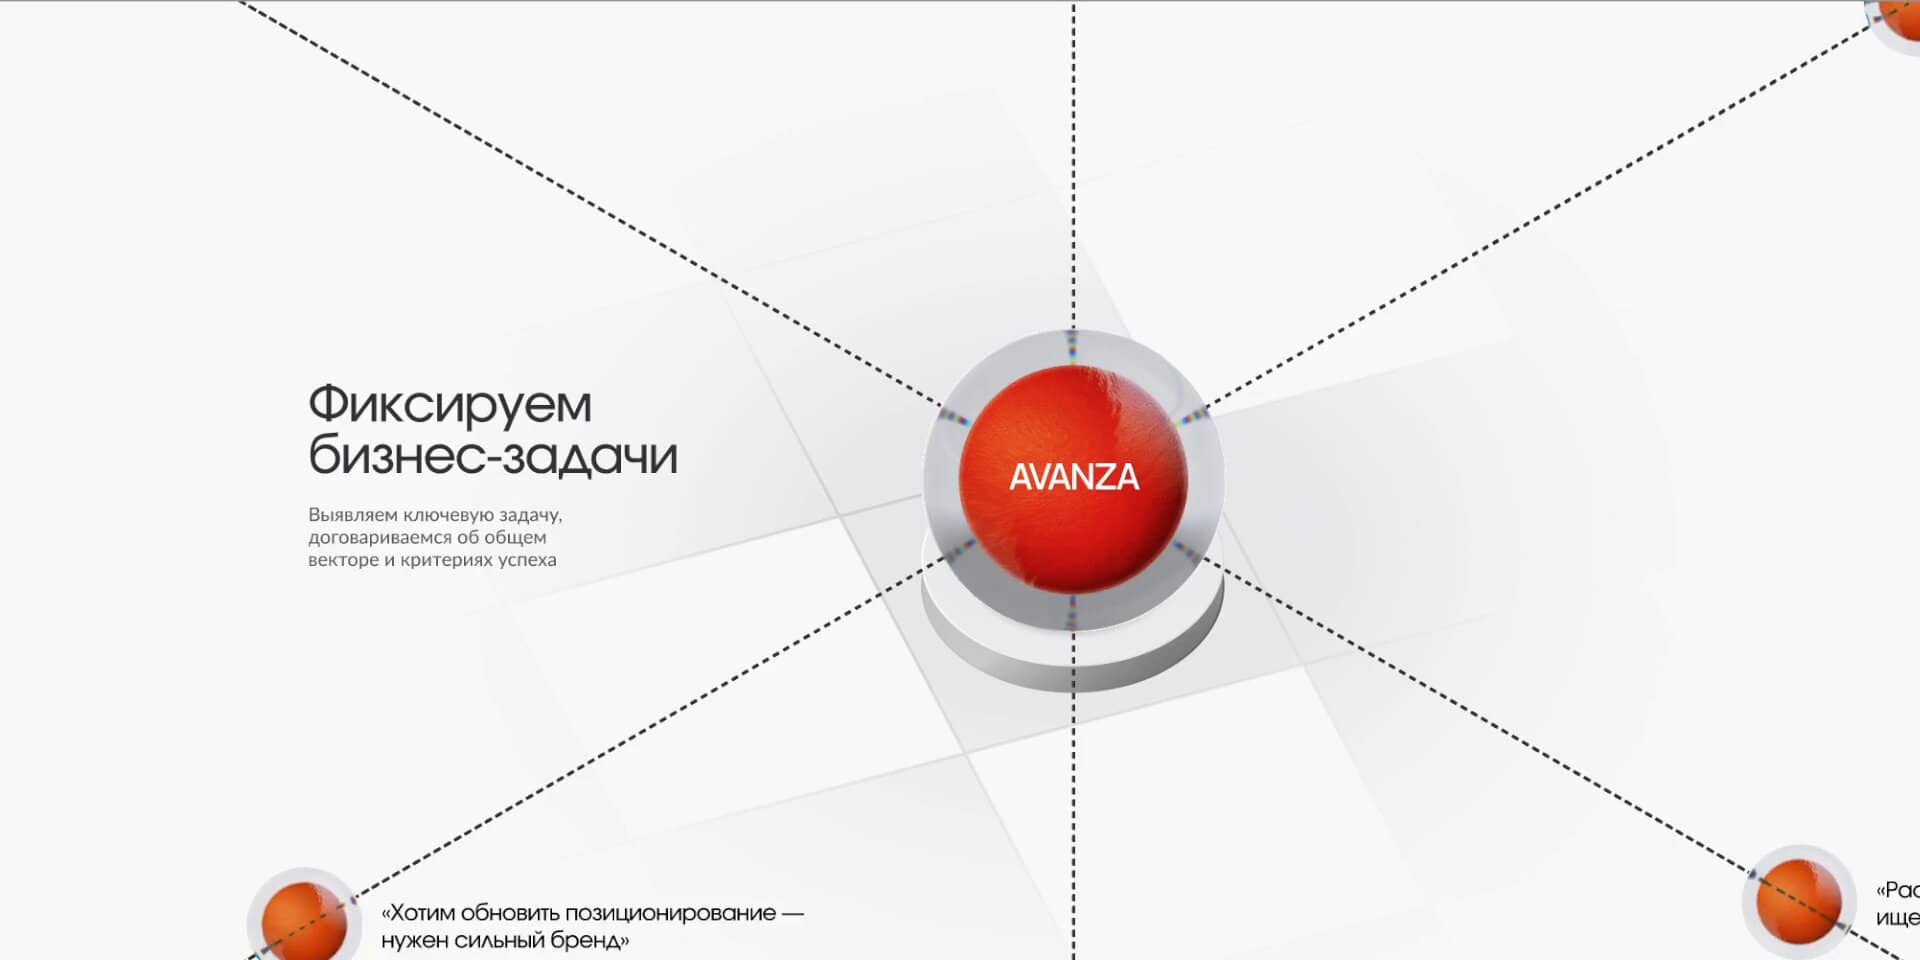 Фиксируем
бизнес-задачи
Выявляем ключевую задачу,
договариваемся об общем
векторе и критериях успеха
AVANZA
«Хотим обновить позиционирование —
нужен сильный бренд»